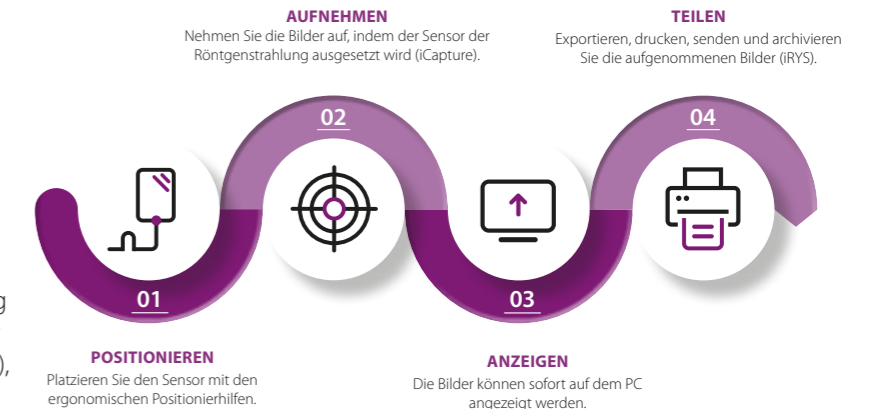 AUFNEHMEN
Nehmen Sie die Bilder auf, indem der Sensor der
Röntgenstrahlung ausgesetzt wird (iCapture).
TEILEN
Exportieren, drucken, senden und archivieren
Sie die aufgenommenen Bilder (iRYS).
02
04
01
03
g
),
POSITIONIEREN
Platzieren Sie den Sensor mit den
ergonomischen Positionierhilfen.
ANZEIGEN
Die Bilder können sofort auf dem PC
angezeigt werden.